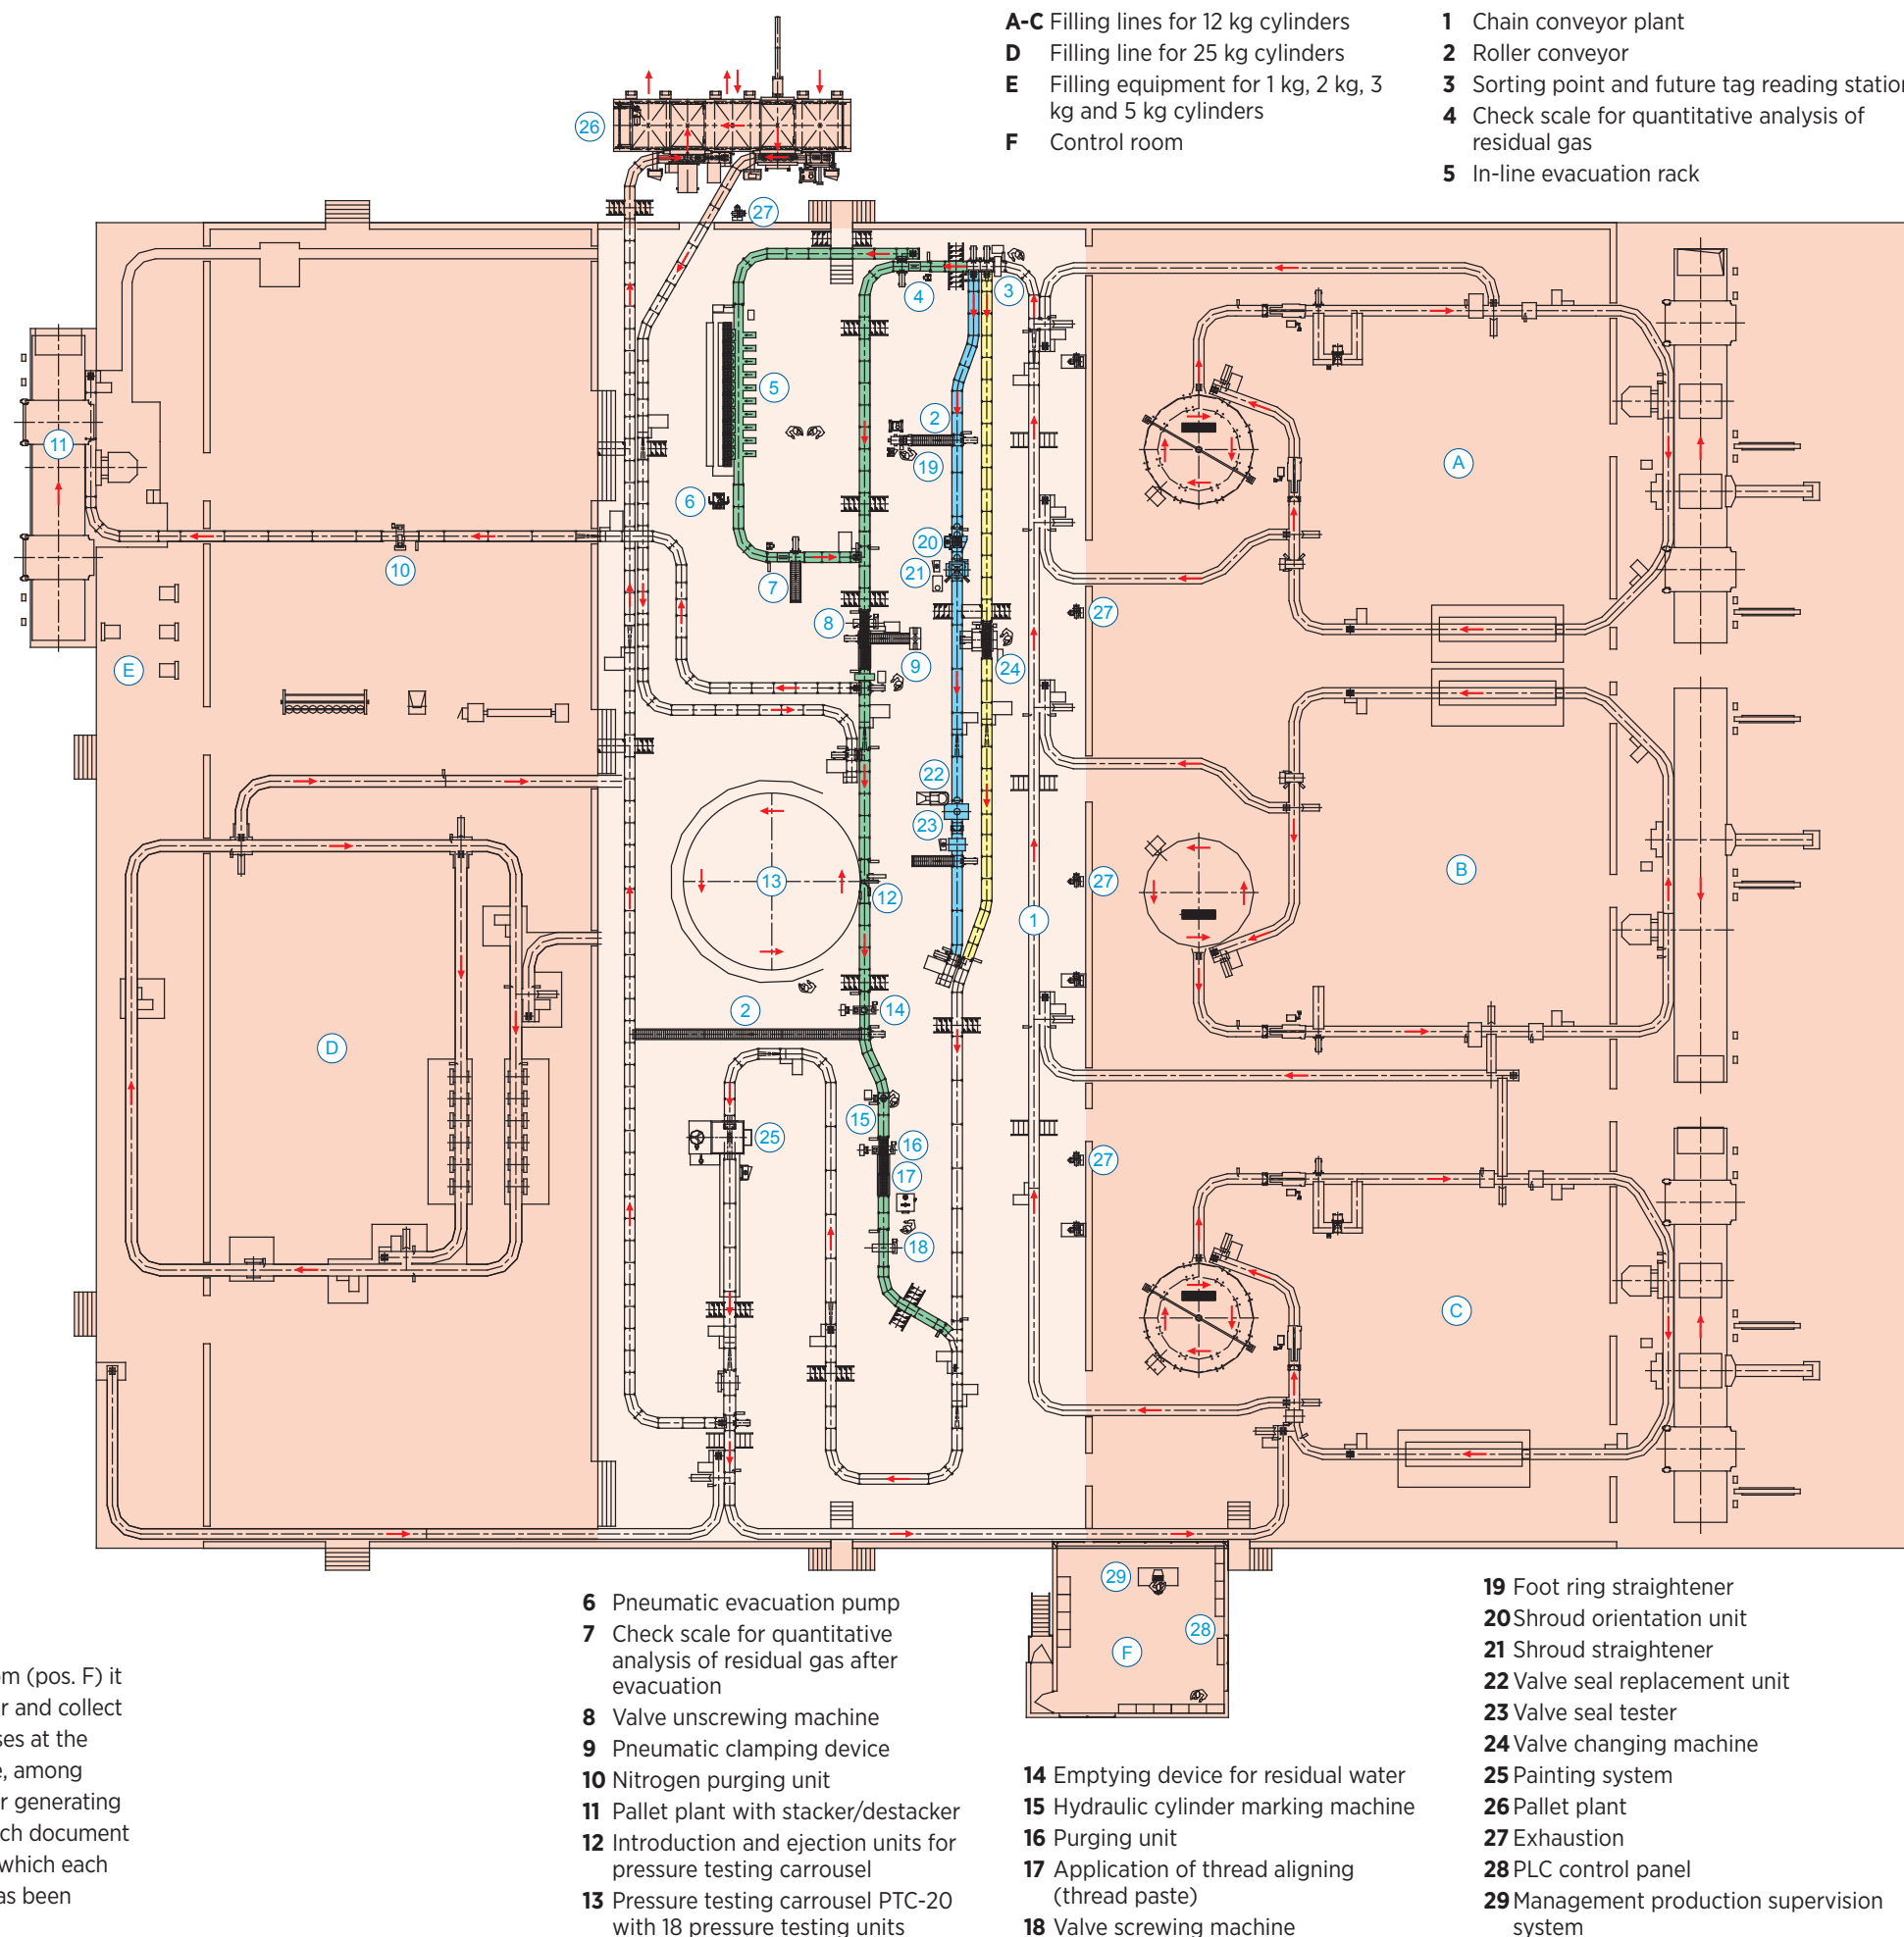 A-C Filling lines for 12 kg cylinders
D Filling line for 25 kg cylinders
E Filling equipment for 1 kg, 2 kg, 3
kg and 5 kg cylinders
F Control room
1 Chain conveyor plant
2 Roller conveyor
3 Sorting point and future tag reading station
4 Check scale for quantitative analysis of
residual gas
5 In-line evacuation rack
26
27
4
3
5
2
19
A
11
6
20
10
21
7
27
8
E
9
24
22
23
B
13
27
12
1
2
14
D
15
25
16
27
17
18
C
29
28
F
om (pos. F) it
r and collect
ses at the
e, among
r generating
ch document
which each
as been
6 Pneumatic evacuation pump
7 Check scale for quantitative
analysis of residual gas after
evacuation
8 Valve unscrewing machine
9 Pneumatic clamping device
10 Nitrogen purging unit
11 Pallet plant with stacker/destacker
12 Introduction and ejection units for
pressure testing carrousel
13 Pressure testing carrousel PTC-20
with 18 pressure testing units
14 Emptying device for residual water
15 Hydraulic cylinder marking machine
16 Purging unit
17 Application of thread aligning
(thread paste)
18 Valve screwing machine
19 Foot ring straightener
20 Shroud orientation unit
21 Shroud straightener
22 Valve seal replacement unit
23 Valve seal tester
24 Valve changing machine
25 Painting system
26 Pallet plant
27 Exhaustion
28 PLC control panel
29 Management production supervision
system